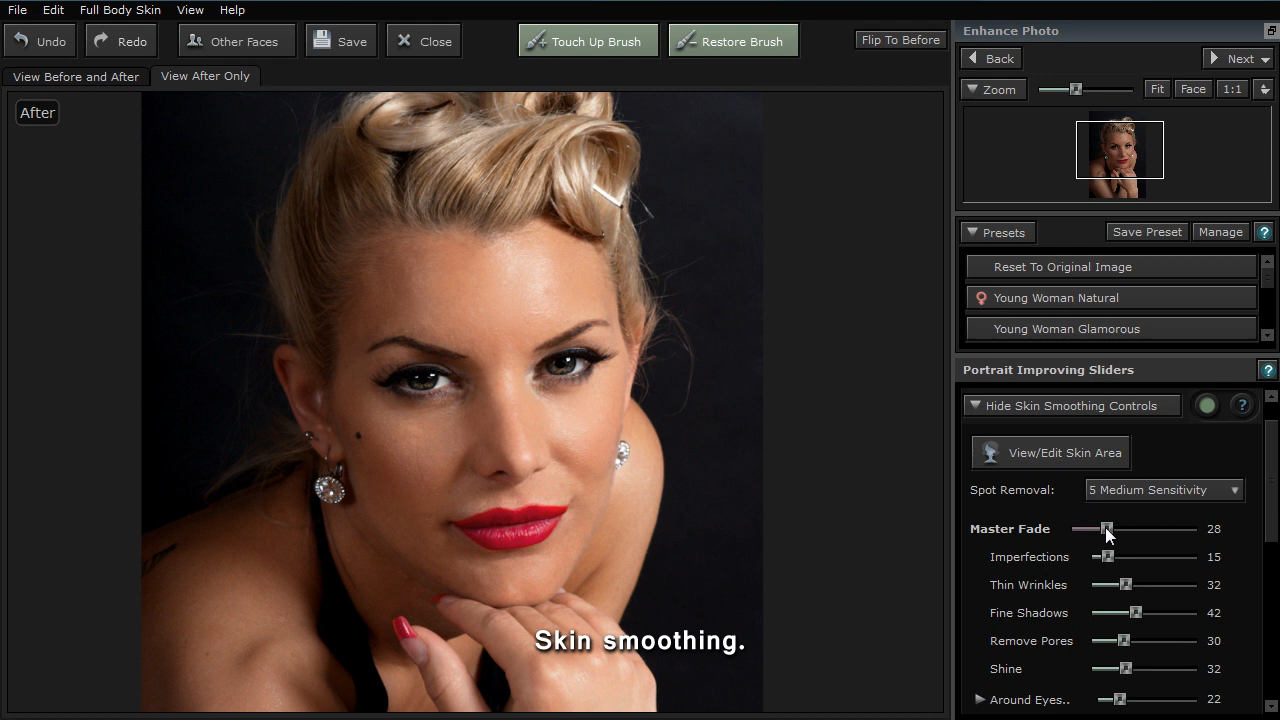 File Edit Full Body Skin View Help
Undo Redo Other Faces Save Close Touch Up Brush Restore Brush Flip To Before
View Before and After View After Only
After
Skin smoothing.
Enhance Photo
Back Next
Zoom Fit Face 1:1
Presets Save Preset Manage ?
Reset To Original Image
Young Woman Natural
Young Woman Glamorous
Portrait Improving Sliders ?
Hide Skin Smoothing Controls ?
View/Edit Skin Area
Spot Removal: 5 Medium Sensitivity
Master Fade 28
Imperfections 15
Thin Wrinkles 32
Fine Shadows 42
Remove Pores 30
Shine 32
Around Eyes.. 22